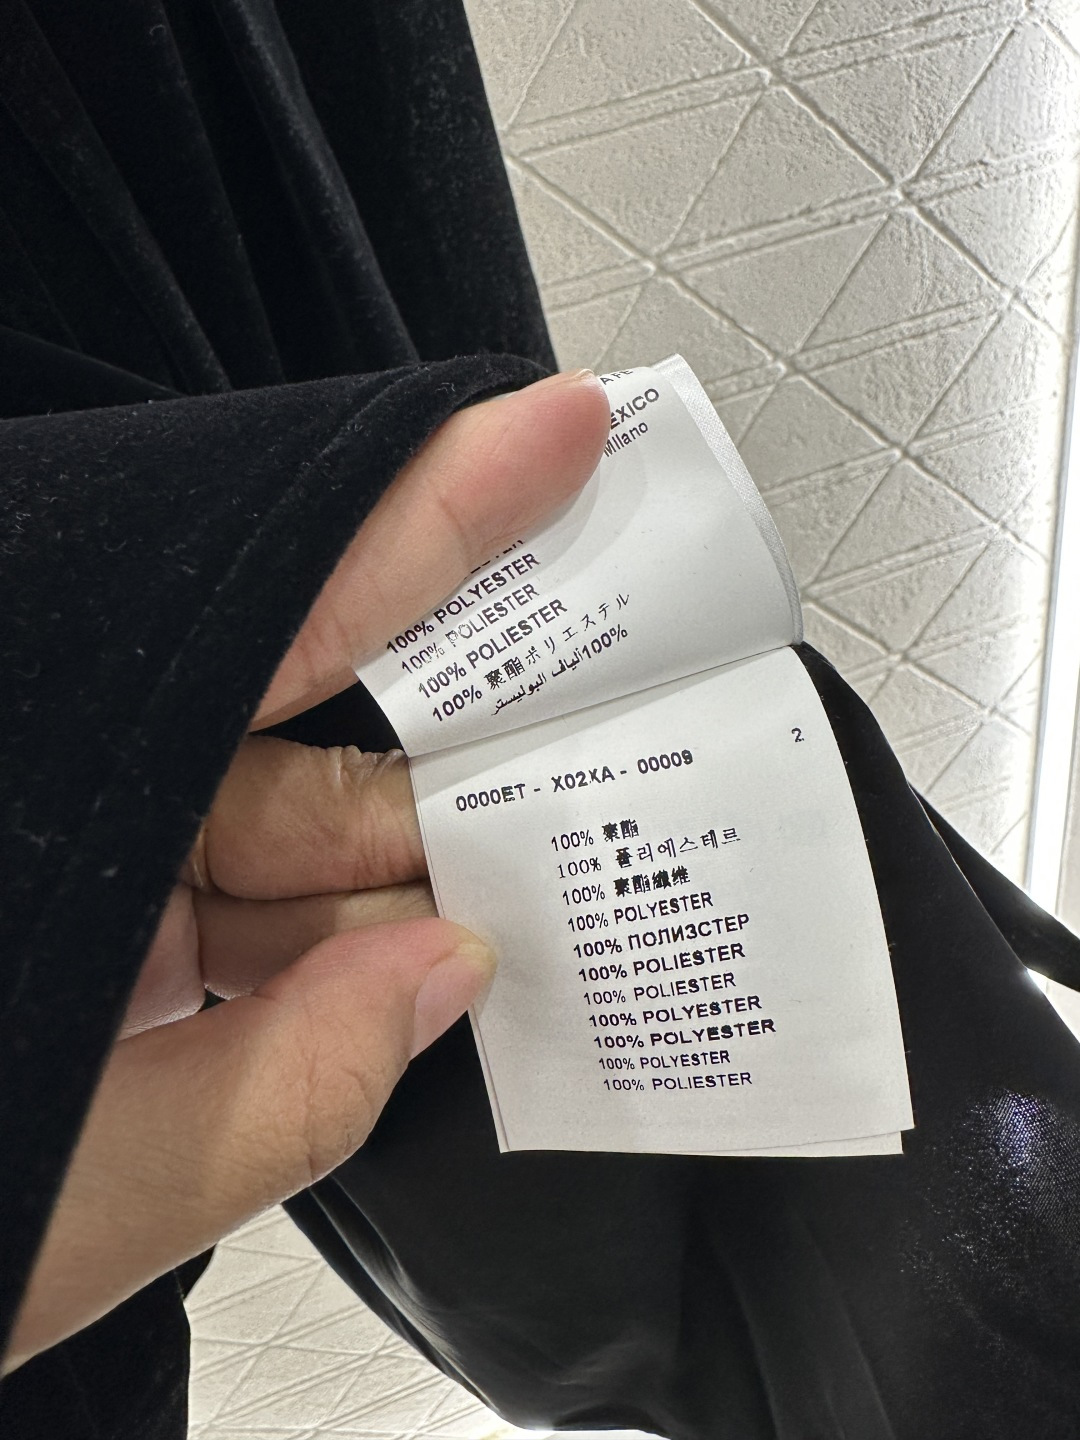 A FE
EXICO
Milano
100% POLYESTER
100% POLIESTER
100% POLIESTER
100% 聚酯ポリエステル
100%ألياف البوليستر
2
0000ET - X02KA - 00009
100% 聚酯
100% 폴리에스테르
100% 聚酯纖维
100% POLYESTER
100% ПОЛИЗСТЕР
100% POLIESTER
100% POLIESTER
100% POLYESTER
100% POLYESTER
100% POLYESTER
100% POLIESTER